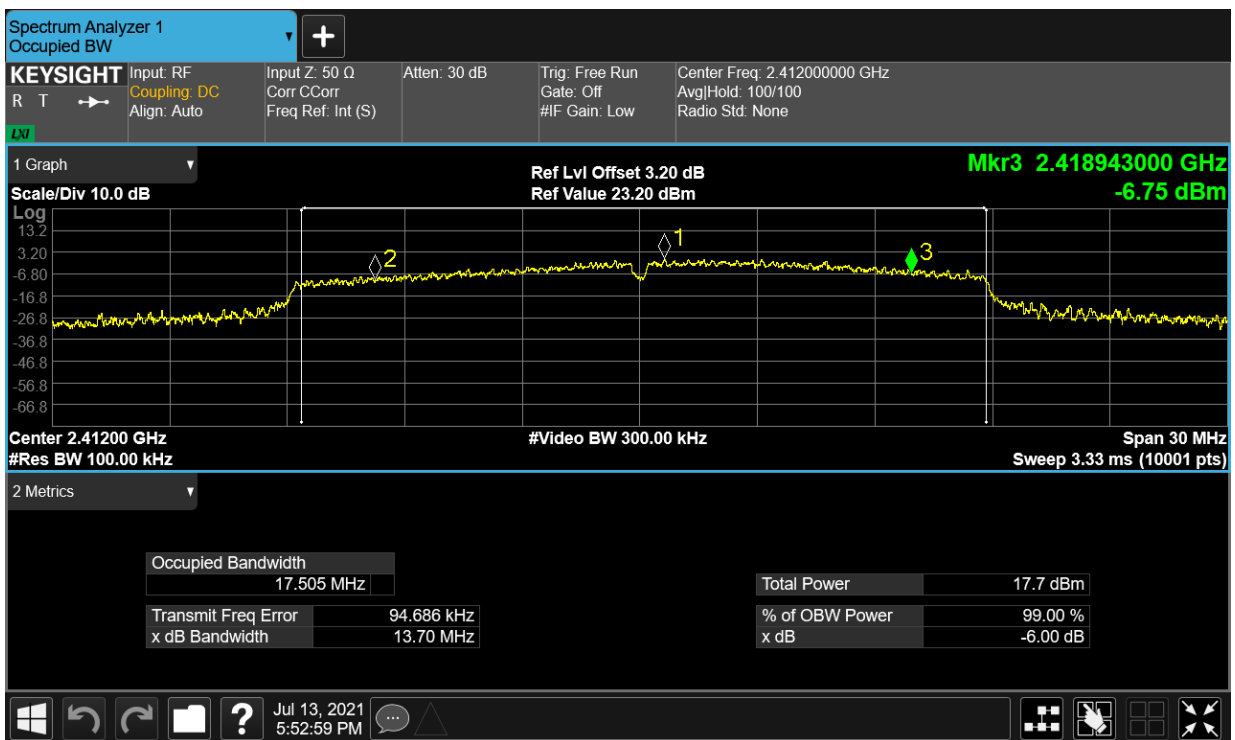 Spectrum Analyzer 1
Occupied BW
▼
+
KEYSIGHT
R T
LXI
Input: RF
Coupling: DC
Align: Auto
Input Z: 50 Ω
Corr CCorr
Freq Ref: Int (S)
Atten: 30 dB
Trig: Free Run
Gate: Off
#IF Gain: Low
Center Freq: 2.412000000 GHz
Avg|Hold: 100/100
Radio Std: None
1 Graph ▼
Scale/Div 10.0 dB
Ref Lvl Offset 3.20 dB
Ref Value 23.20 dBm
Mkr3 2.418943000 GHz
-6.75 dBm
Log
13.2
3.20
-6.80
-16.8
-26.8
-36.8
-46.8
-56.8
-66.8
2
1
3
Center 2.41200 GHz
#Res BW 100.00 kHz
#Video BW 300.00 kHz
Span 30 MHz
Sweep 3.33 ms (10001 pts)
2 Metrics ▼
Occupied Bandwidth
17.505 MHz
Total Power 17.7 dBm
Transmit Freq Error 94.686 kHz
% of OBW Power 99.00 %
x dB Bandwidth 13.70 MHz
x dB -6.00 dB
?
Jul 13, 2021
5:52:59 PM
...